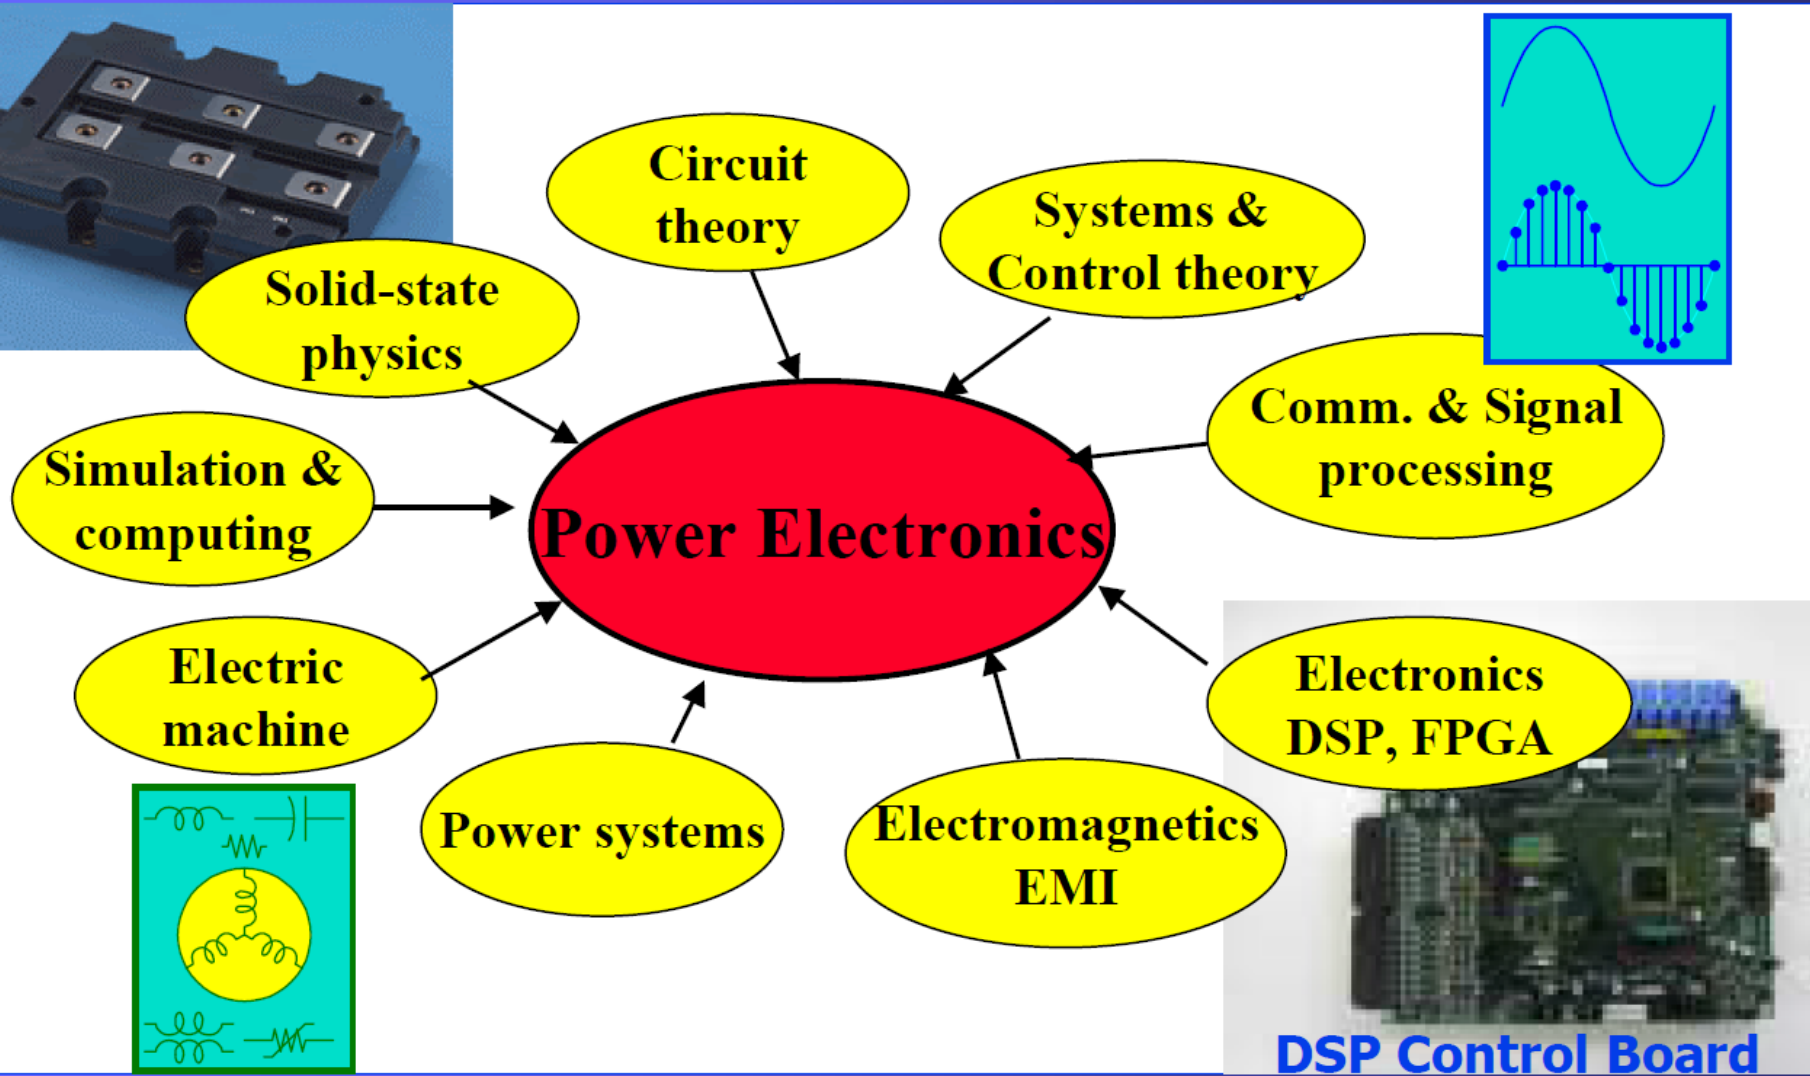 Circuit
theory
Systems &
Control theory
Solid-state
physics
Comm. & Signal
processing
Simulation &
computing
Power Electronics
Electric
machine
Electronics
DSP, FPGA
Power systems
Electromagnetics
EMI
DSP Control Board